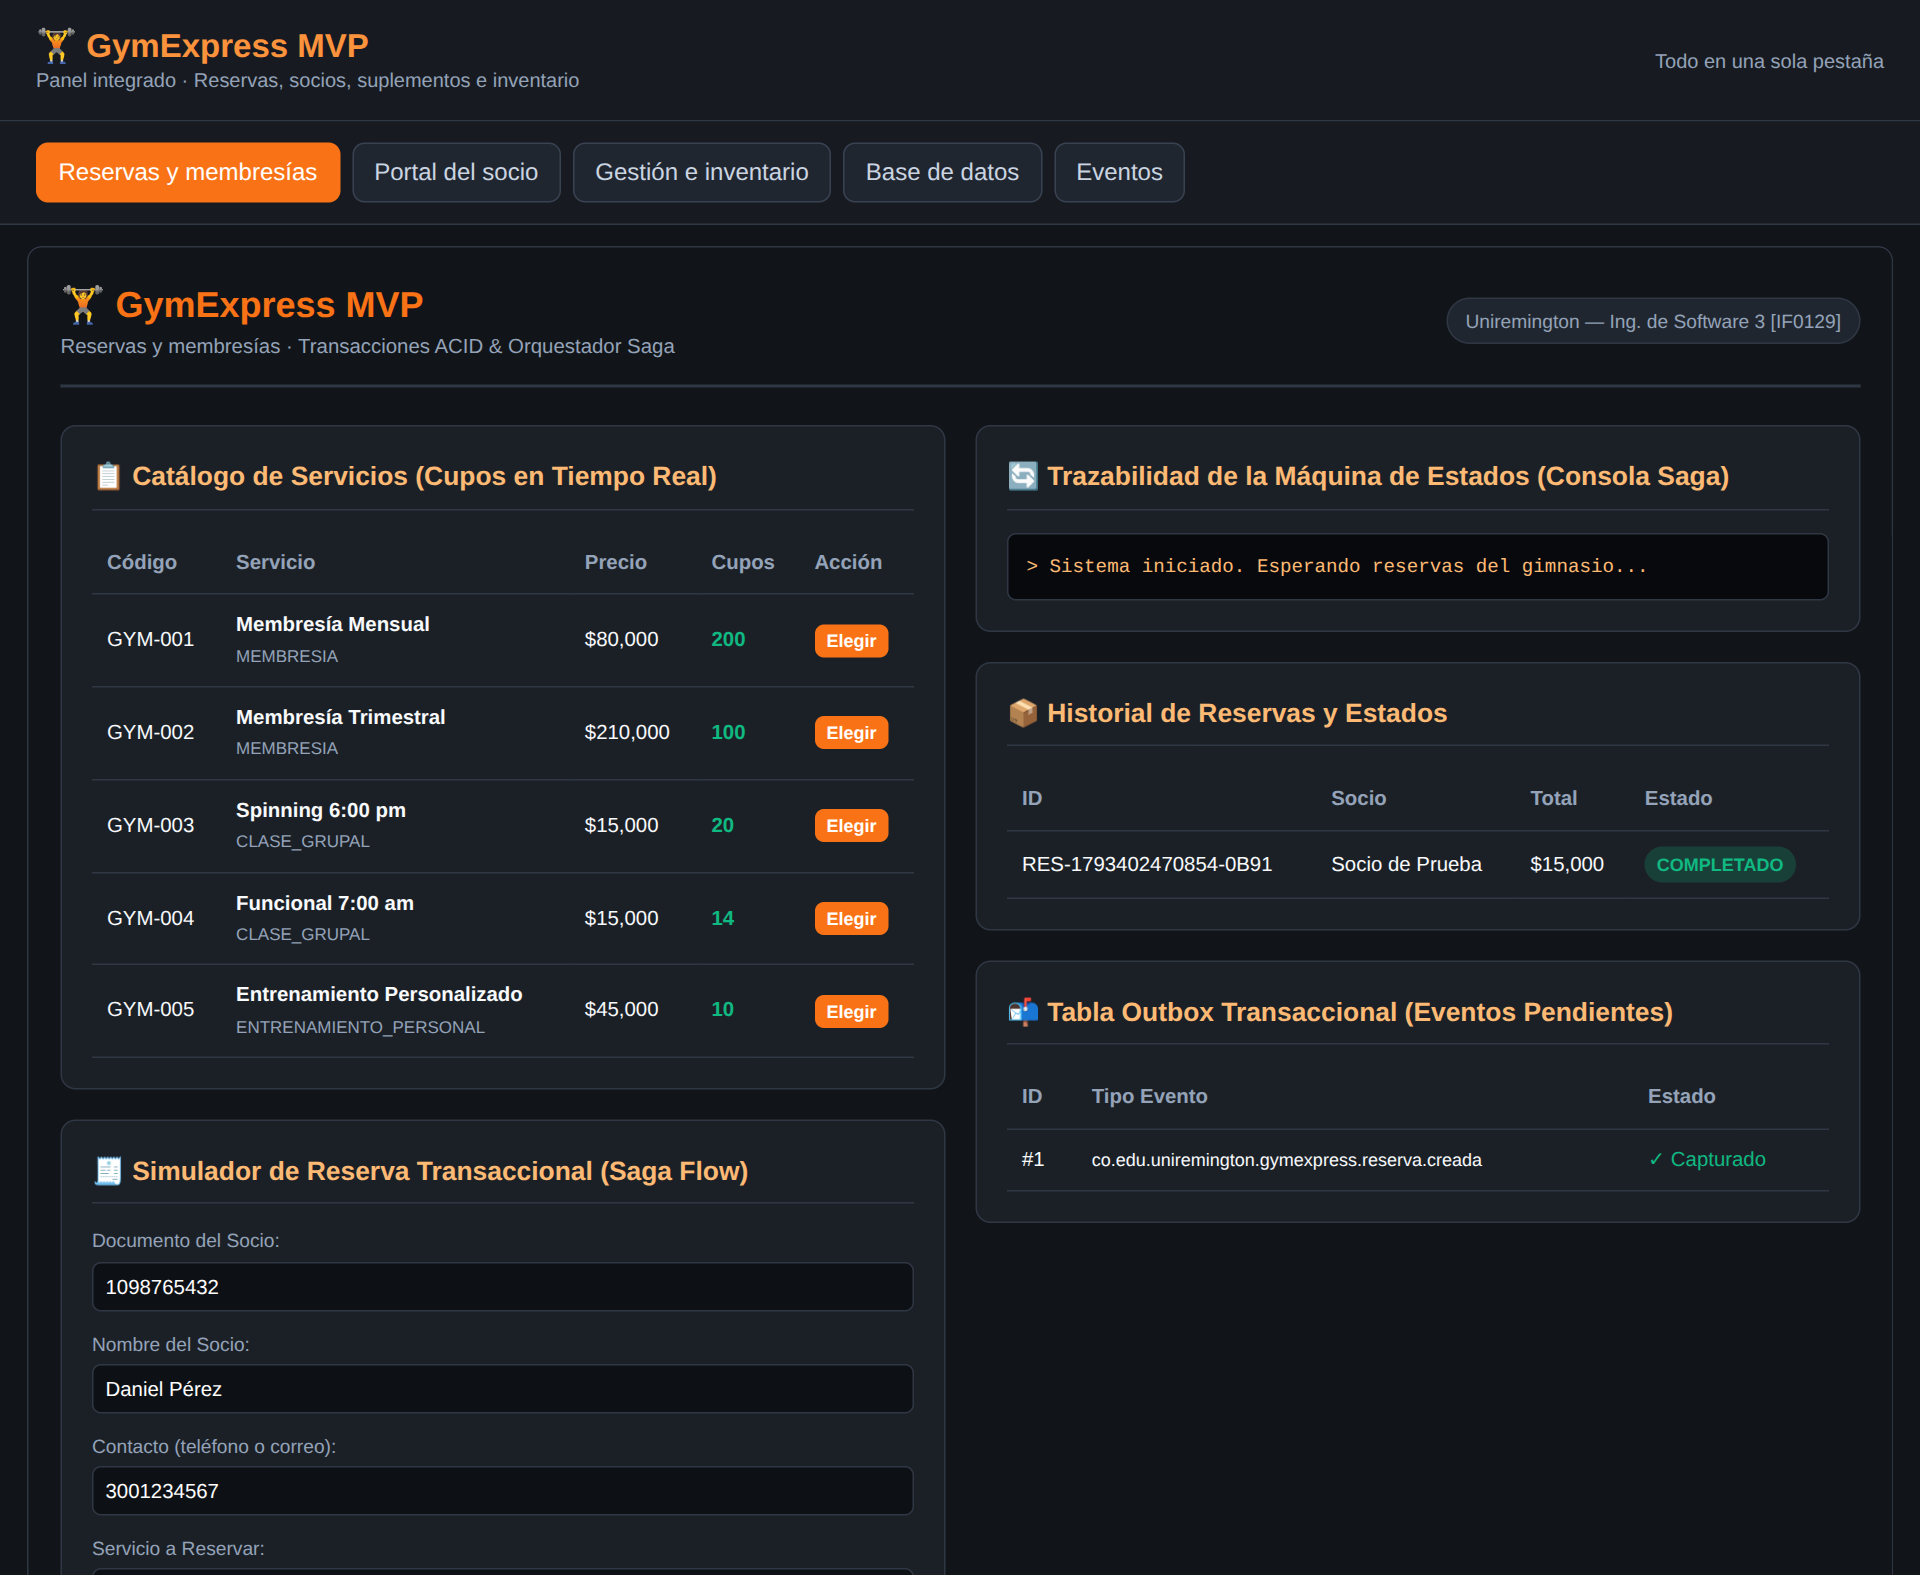 GymExpress MVP
Panel integrado · Reservas, socios, suplementos e inventario
Todo en una sola pestaña
Reservas y membresías
Portal del socio
Gestión e inventario
Base de datos
Eventos
GymExpress MVP
Reservas y membresías · Transacciones ACID & Orquestador Saga
Uniremington — Ing. de Software 3 [IF0129]
Catálogo de Servicios (Cupos en Tiempo Real)
Código Servicio Precio Cupos Acción
GYM-001 Membresía Mensual MEMBRESIA $80,000 200 Elegir
GYM-002 Membresía Trimestral MEMBRESIA $210,000 100 Elegir
GYM-003 Spinning 6:00 pm CLASE_GRUPAL $15,000 20 Elegir
GYM-004 Funcional 7:00 am CLASE_GRUPAL $15,000 14 Elegir
GYM-005 Entrenamiento Personalizado ENTRENAMIENTO_PERSONAL $45,000 10 Elegir
Simulador de Reserva Transaccional (Saga Flow)
Documento del Socio:
1098765432
Nombre del Socio:
Daniel Pérez
Contacto (teléfono o correo):
3001234567
Servicio a Reservar:
Trazabilidad de la Máquina de Estados (Consola Saga)
> Sistema iniciado. Esperando reservas del gimnasio...
Historial de Reservas y Estados
ID Socio Total Estado
RES-1793402470854-0B91 Socio de Prueba $15,000 COMPLETADO
Tabla Outbox Transaccional (Eventos Pendientes)
ID Tipo Evento Estado
#1 co.edu.uniremington.gymexpress.reserva.creada ✓ Capturado